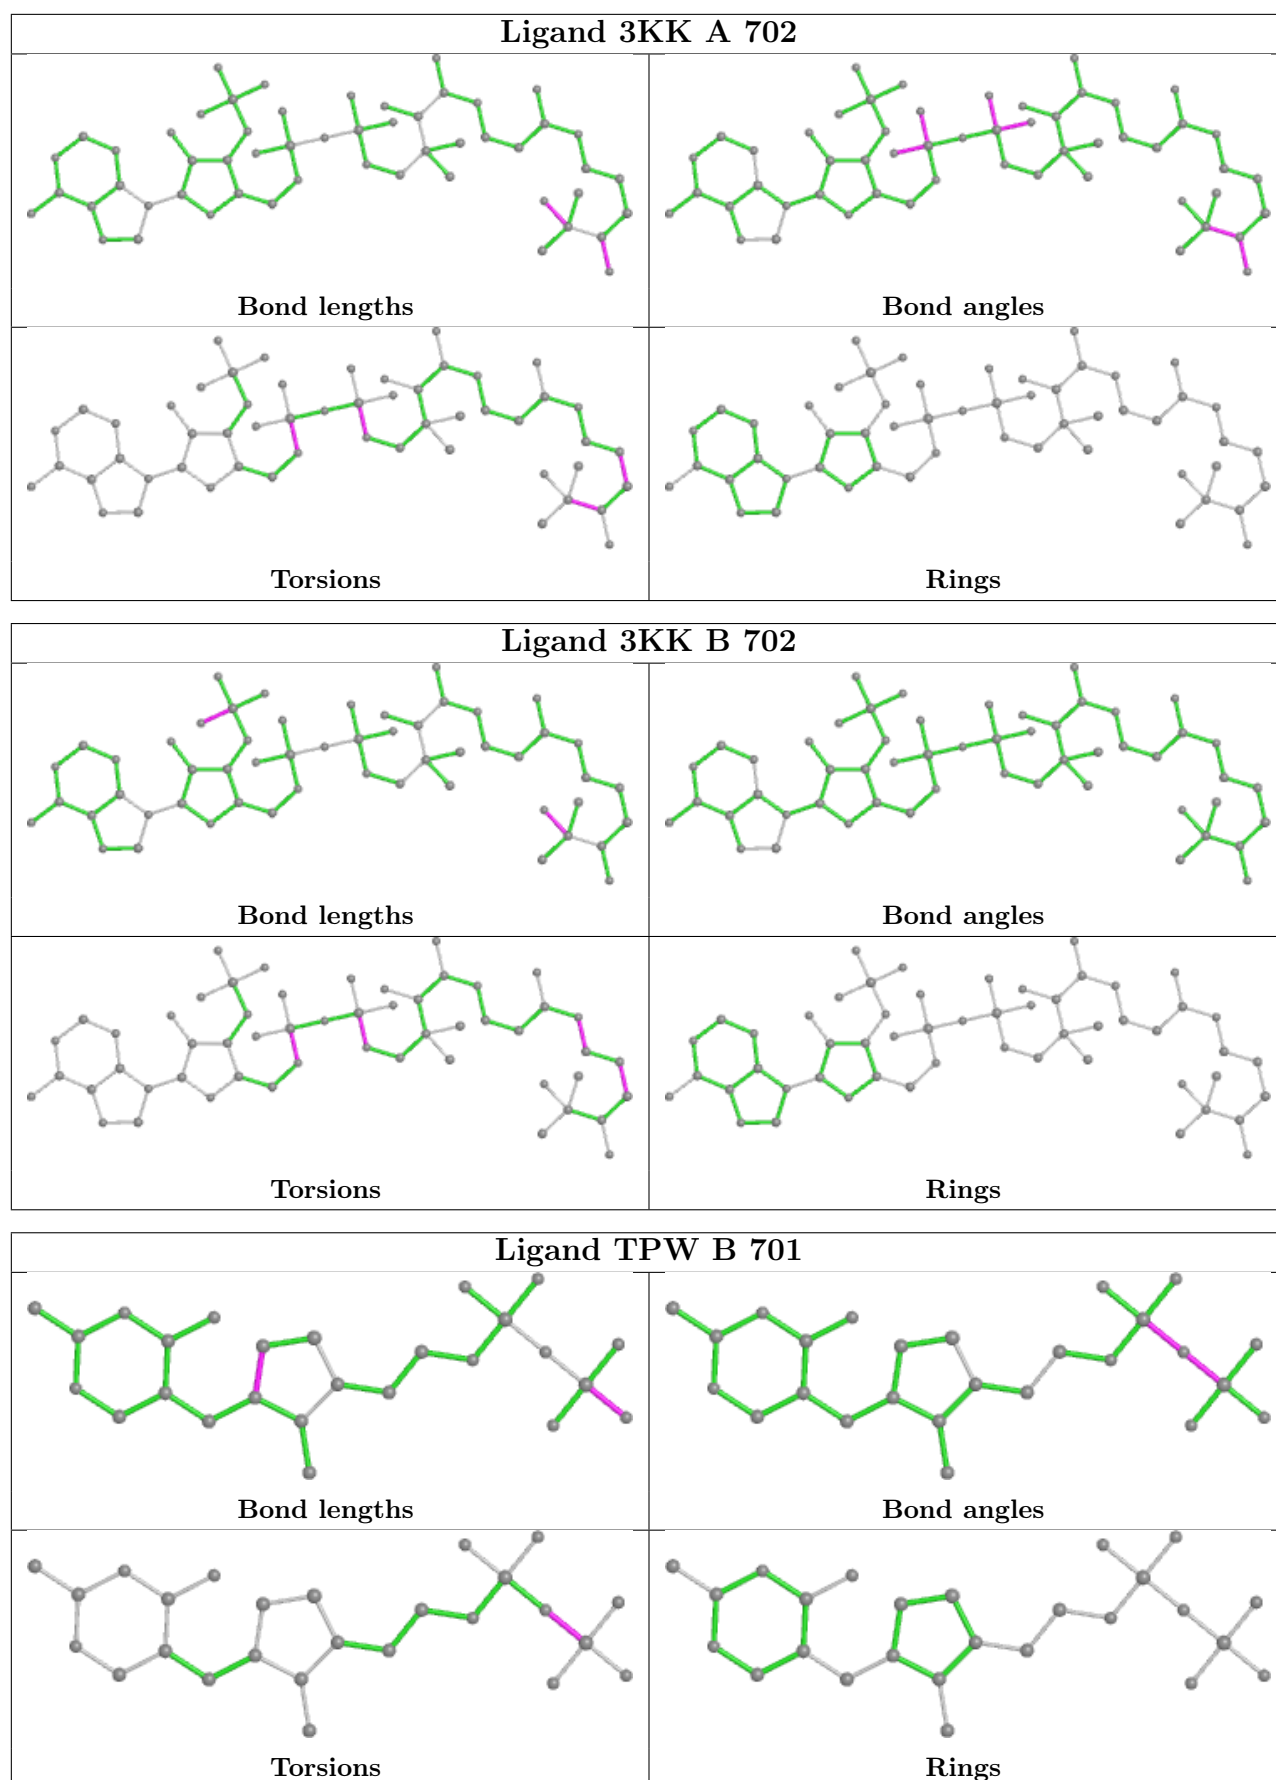 Ligand 3KK A 702
Bond lengths
Bond angles
Torsions
Rings
Ligand 3KK B 702
Bond lengths
Bond angles
Torsions
Rings
Ligand TPW B 701
Bond lengths
Bond angles
Torsions
Rings